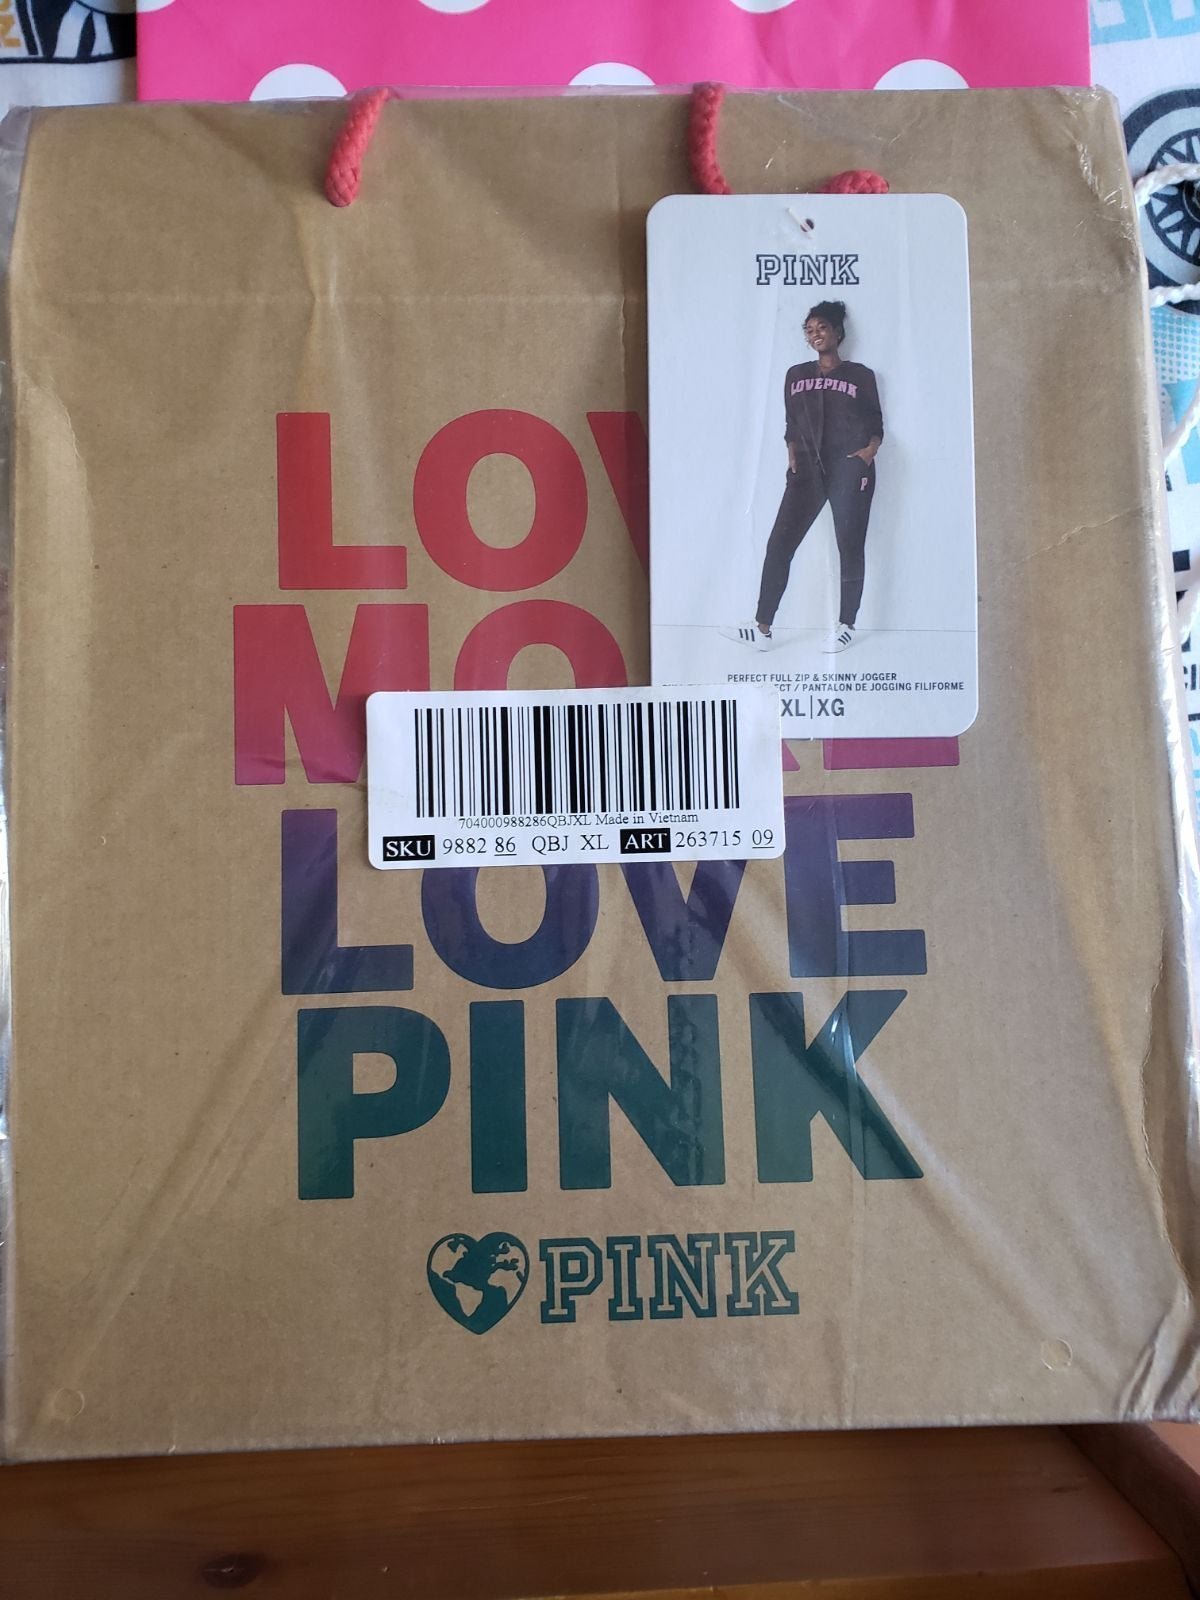 PINK
LOVEPINK
P
PERFECT FULL ZIP & SKINNY JOGGER
PANTALON DE JOGGING FILIFORME
XL|XG
LOV
MO
LOVE
PINK
704000988286QBJXL Made in Vietnam
SKU 9882 86 QBJ XL ART 263715 09
PINK